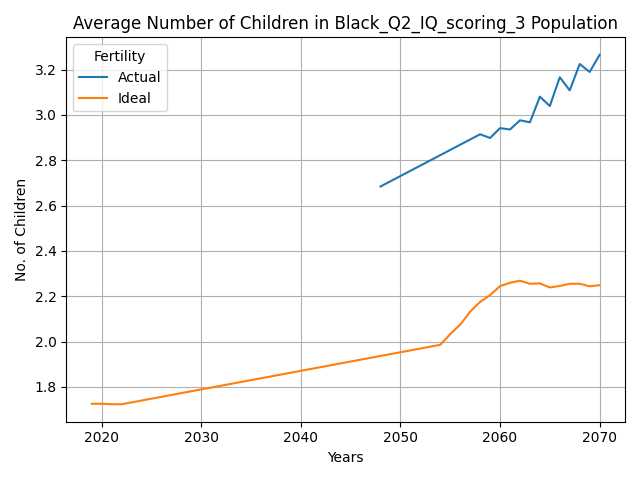 Average Number of Children in Black_Q2_IQ_scoring_3 Population
Fertility
Actual
Ideal
No. of Children
3.2
3.0
2.8
2.6
2.4
2.2
2.0
1.8
2020 2030 2040 2050 2060 2070
Years